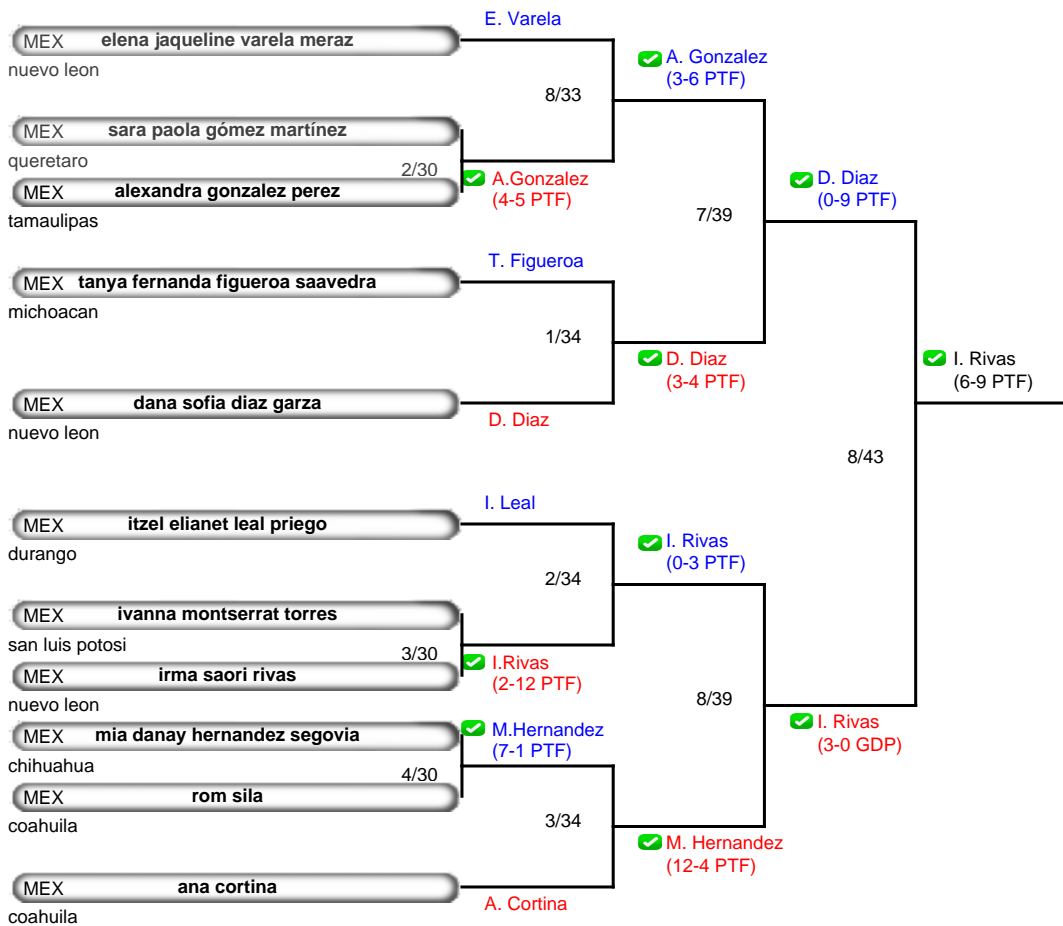 E. Varela
MEX elena jaqueline varela meraz
nuevo leon
A. Gonzalez
(3-6 PTF)
8/33
MEX sara paola gómez martínez
queretaro
2/30
MEX alexandra gonzalez perez
tamaulipas
A.Gonzalez
(4-5 PTF)
D. Diaz
(0-9 PTF)
7/39
T. Figueroa
MEX tanya fernanda figueroa saavedra
michoacan
1/34
D. Diaz
(3-4 PTF)
I. Rivas
(6-9 PTF)
MEX dana sofia diaz garza
nuevo leon
D. Diaz
8/43
I. Leal
MEX itzel elianet leal priego
durango
I. Rivas
(0-3 PTF)
2/34
MEX ivanna montserrat torres
san luis potosi
3/30
MEX irma saori rivas
nuevo leon
I.Rivas
(2-12 PTF)
8/39
I. Rivas
(3-0 GDP)
MEX mia danay hernandez segovia
chihuahua
M.Hernandez
(7-1 PTF)
4/30
MEX rom sila
coahuila
3/34
M. Hernandez
(12-4 PTF)
MEX ana cortina
coahuila
A. Cortina